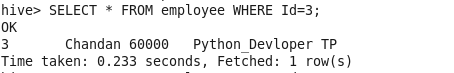 hive> SELECT * FROM employee WHERE Id=3;
OK
3 Chandan 60000 Python_Devloper TP
Time taken: 0.233 seconds, Fetched: 1 row(s)